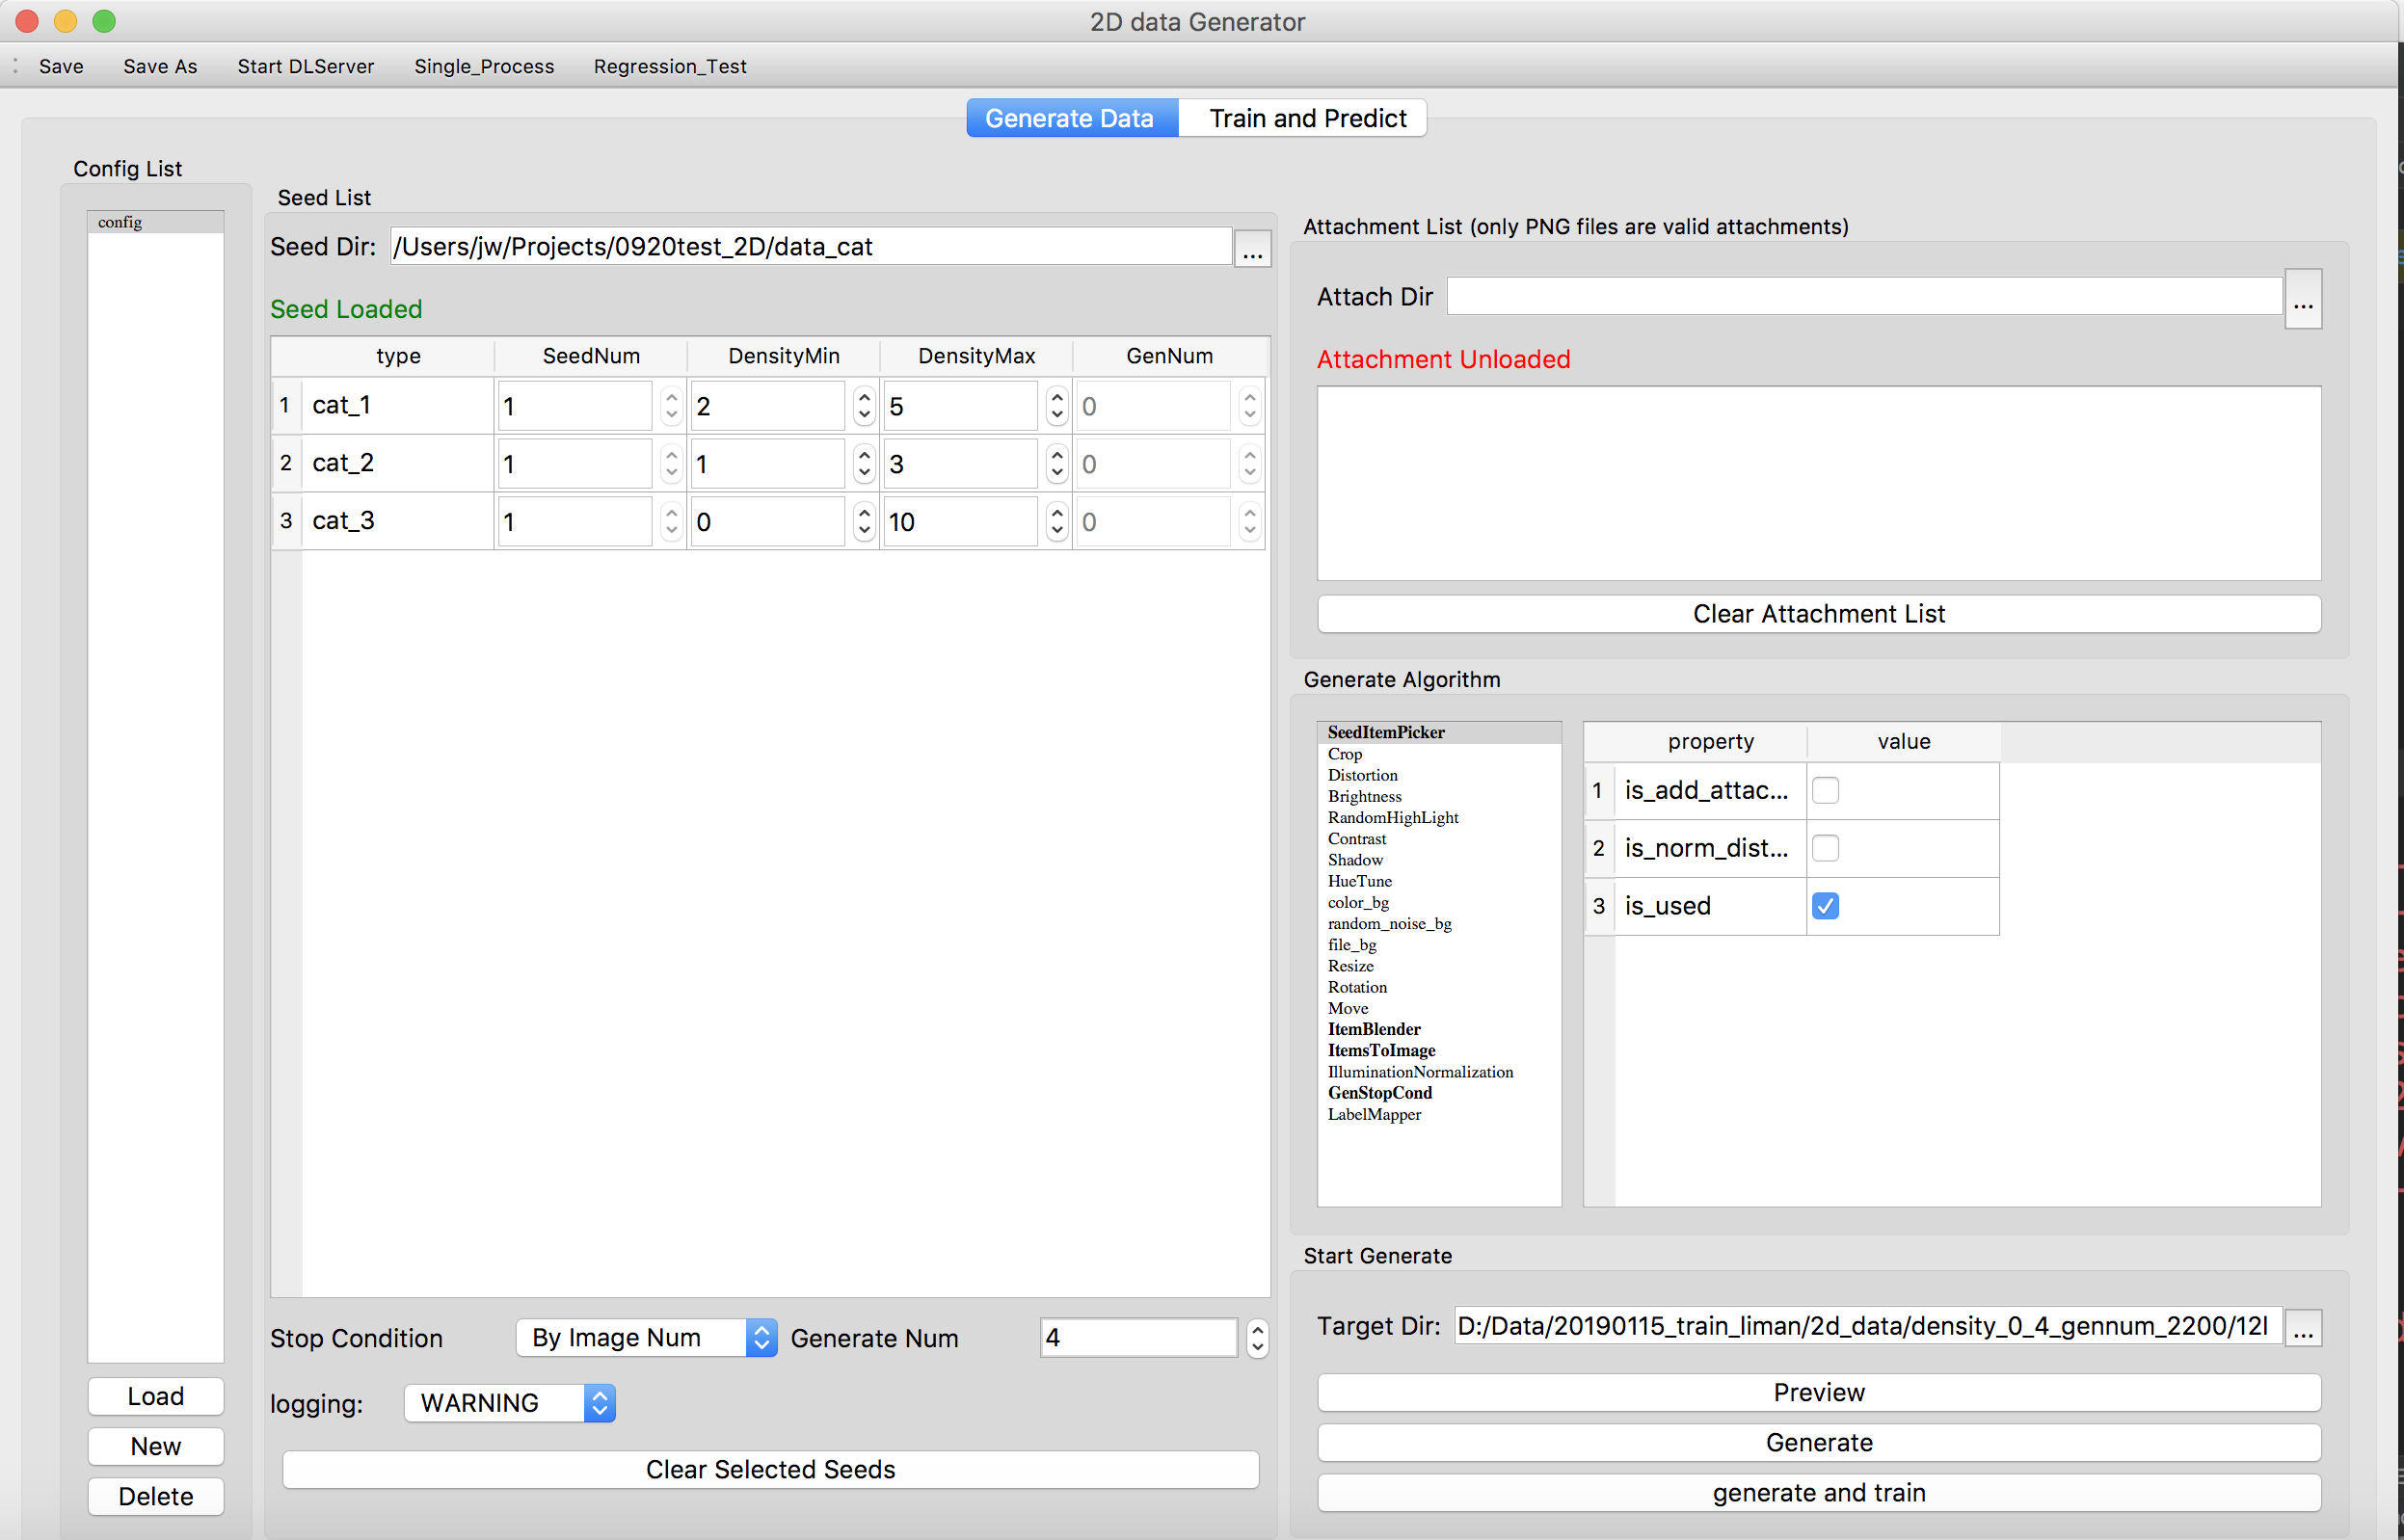 2D data Generator
Save Save As Start DLServer Single_Process Regression_Test
Generate Data Train and Predict
Config List
config
Load
New
Delete
Seed List
Seed Dir: /Users/jw/Projects/0920test_2D/data_cat ...
Seed Loaded
type SeedNum DensityMin DensityMax GenNum
1 cat_1 1 2 5 0
2 cat_2 1 1 3 0
3 cat_3 1 0 10 0
Stop Condition By Image Num Generate Num 4
logging: WARNING
Clear Selected Seeds
Attachment List (only PNG files are valid attachments)
Attach Dir ...
Attachment Unloaded
Clear Attachment List
Generate Algorithm
SeedItemPicker
Crop
Distortion
Brightness
RandomHighLight
Contrast
Shadow
HueTune
color_bg
random_noise_bg
file_bg
Resize
Rotation
Move
ItemBlender
ItemsToImage
IlluminationNormalization
GenStopCond
LabelMapper
property value
1 is_add_attac...
2 is_norm_dist...
3 is_used
Start Generate
Target Dir: D:/Data/20190115_train_liman/2d_data/density_0_4_gennum_2200/12l ...
Preview
Generate
generate and train